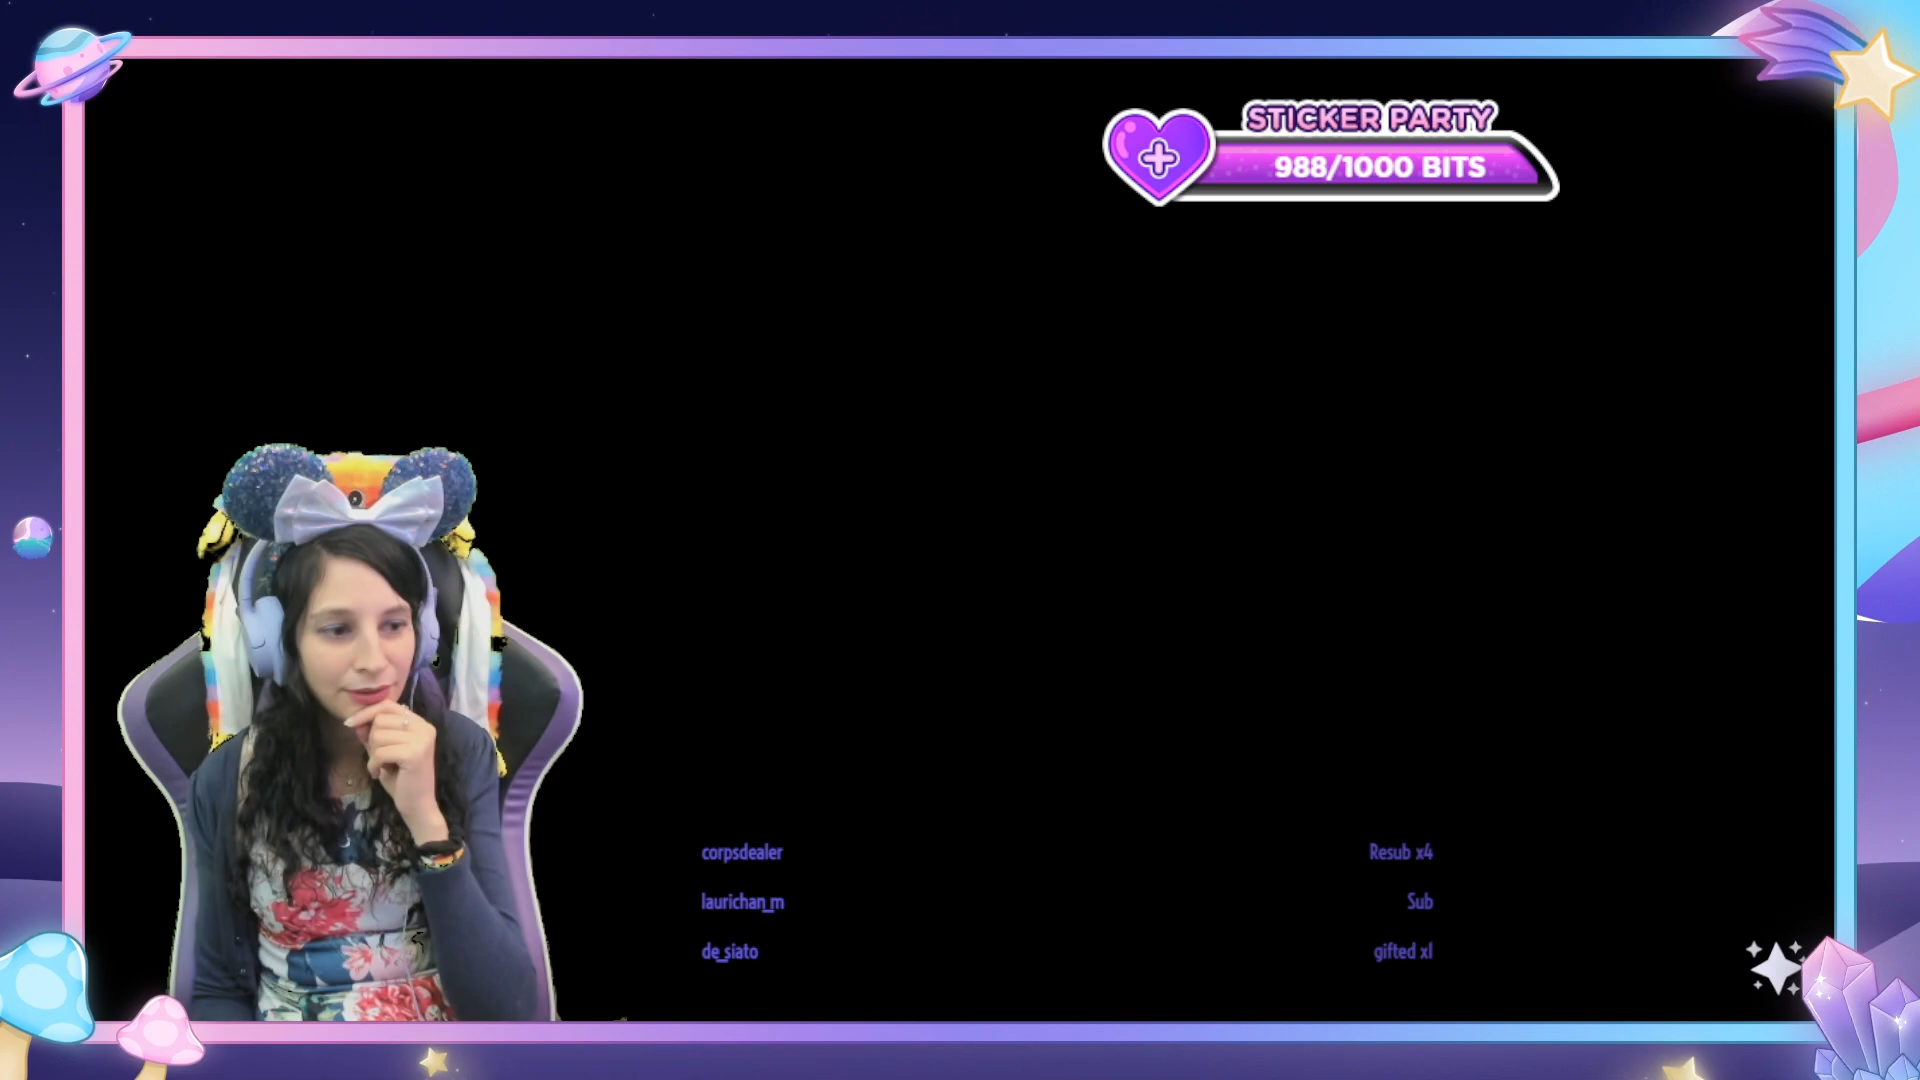 STICKER PARTY
988/1000 BITS
corpsdealer Resub x4
laurichan_m Sub
de_siato gifted x1